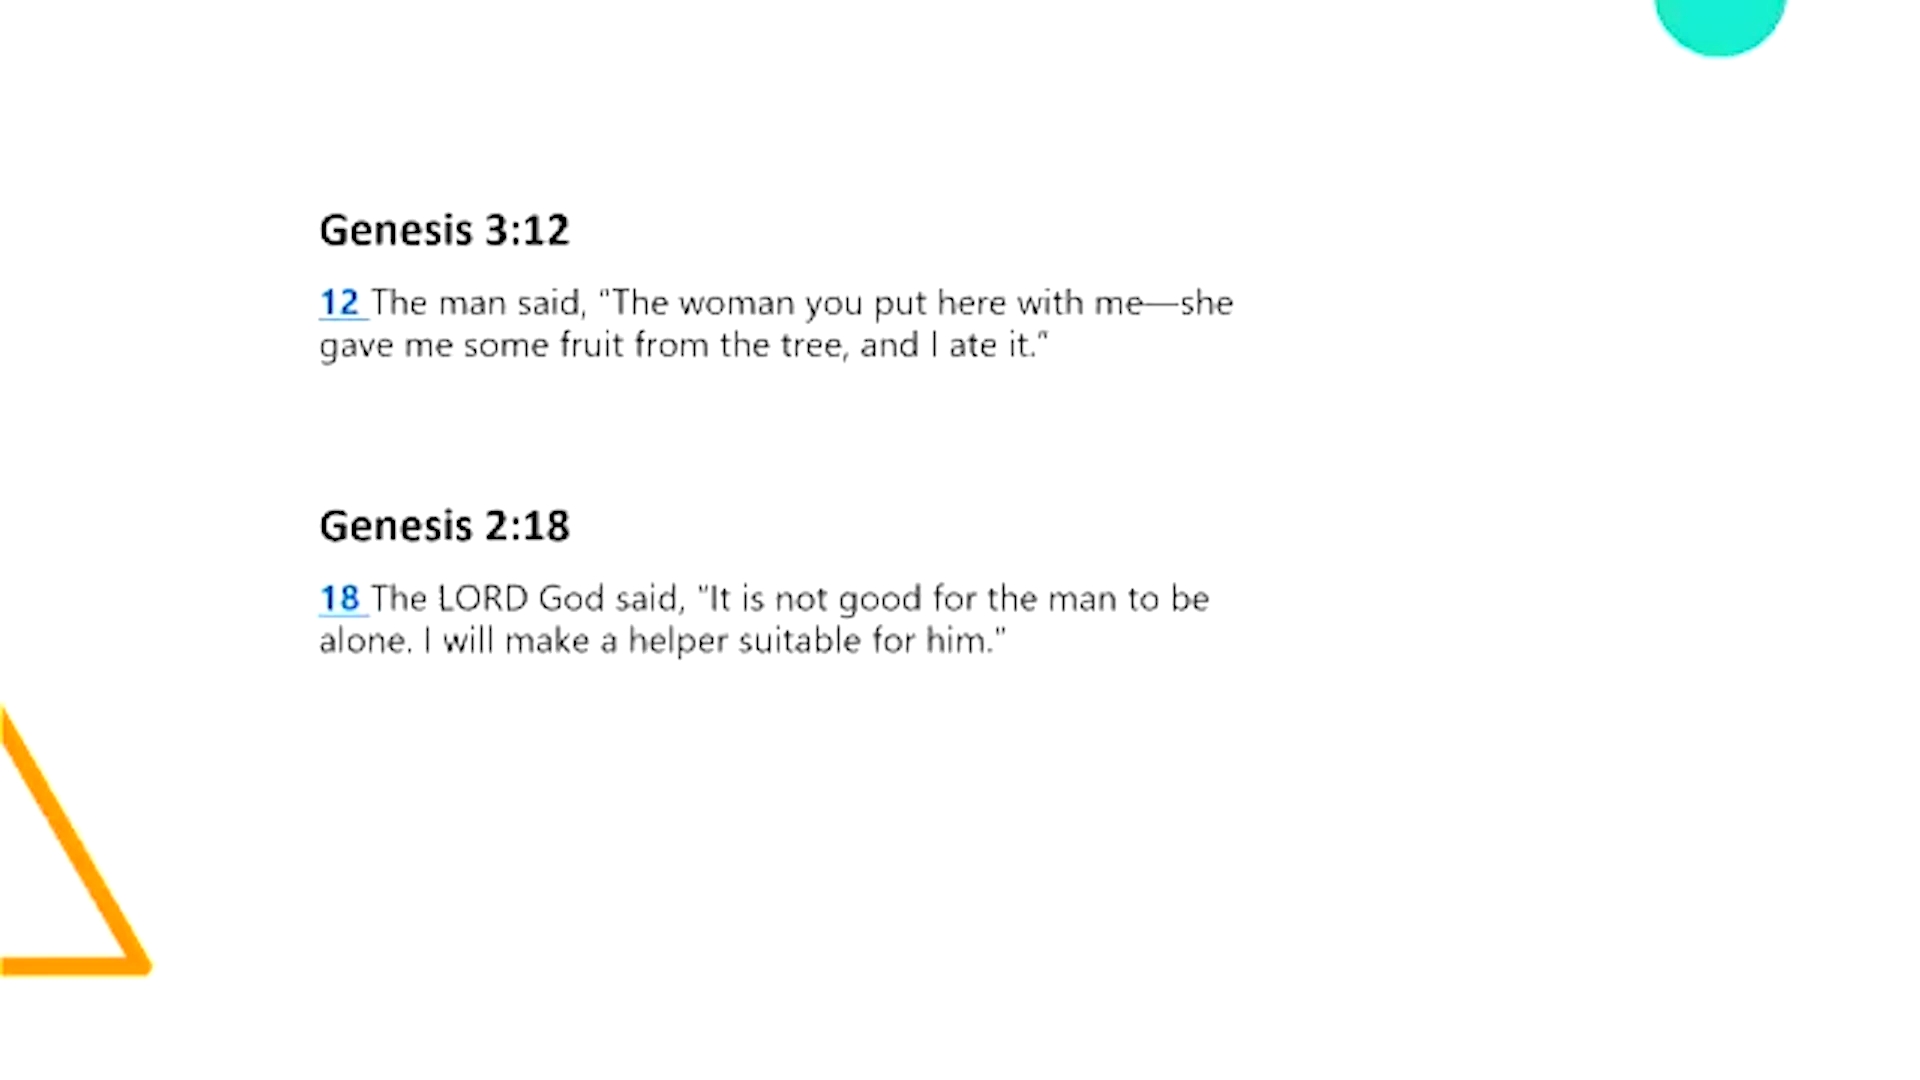 Genesis 3:12
12 The man said, "The woman you put here with me—she
gave me some fruit from the tree, and I ate it."
Genesis 2:18
18 The LORD God said, "It is not good for the man to be
alone. I will make a helper suitable for him."